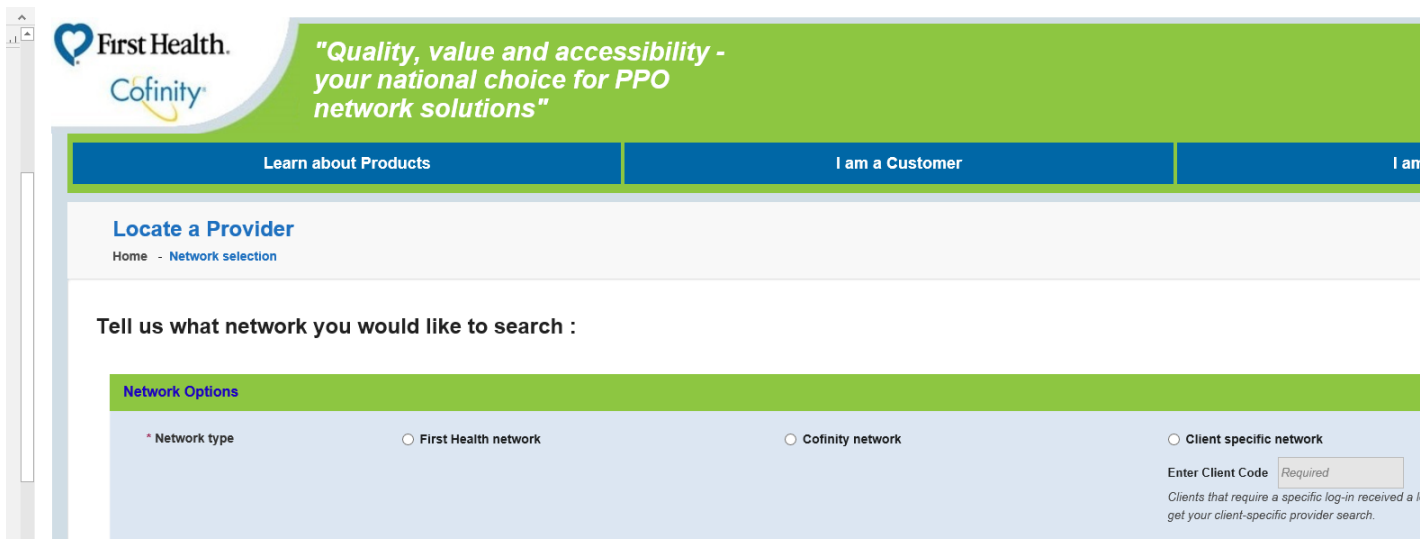 First Health.
Cofinity
"Quality, value and accessibility -
your national choice for PPO
network solutions"
Learn about Products
I am a Customer
I am
Locate a Provider
Home - Network selection
Tell us what network you would like to search :
Network Options
* Network type
First Health network
Cofinity network
Client specific network
Enter Client Code Required
Clients that require a specific log-in received a
get your client-specific provider search.